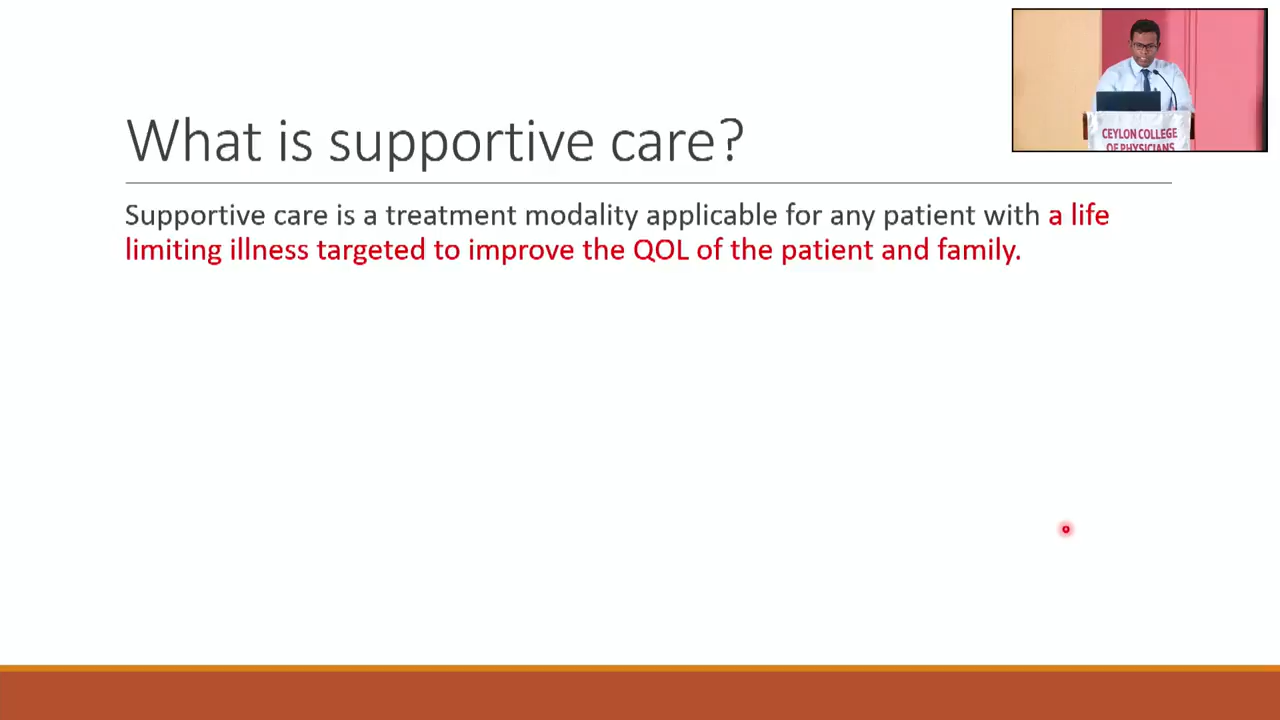 What is supportive care?
Supportive care is a treatment modality applicable for any patient with a life
limiting illness targeted to improve the QOL of the patient and family.
CEYLON COLLEGE
OF PHYSICIANS